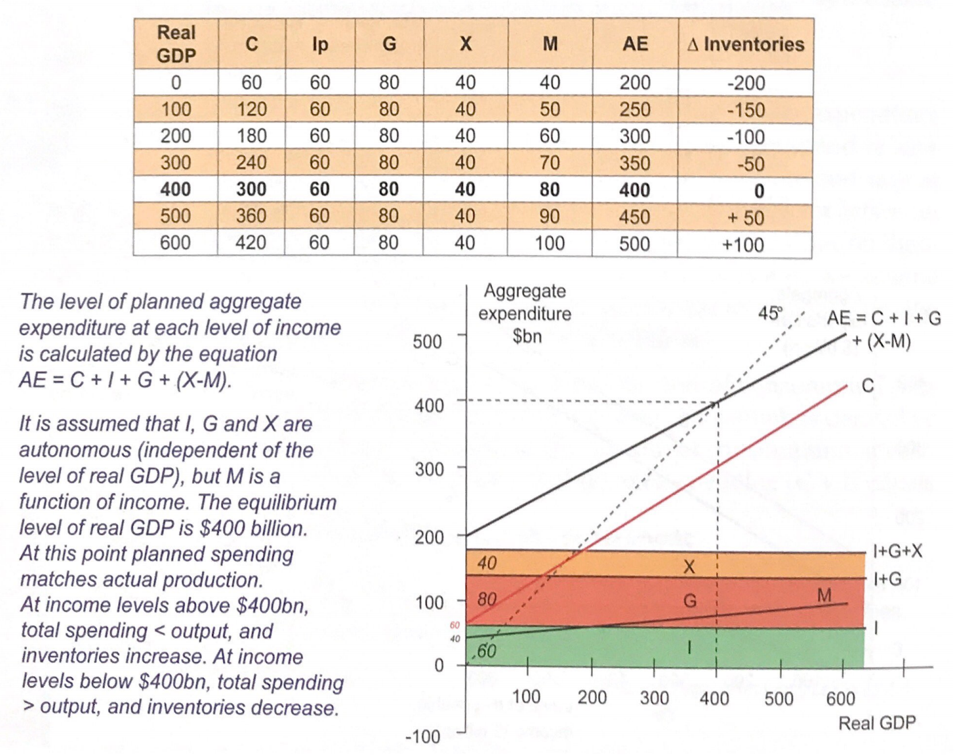 Real GDP C Ip G X M AE Δ Inventories
0 60 60 80 40 40 200 -200
100 120 60 80 40 50 250 -150
200 180 60 80 40 60 300 -100
300 240 60 80 40 70 350 -50
400 300 60 80 40 80 400 0
500 360 60 80 40 90 450 + 50
600 420 60 80 40 100 500 +100
The level of planned aggregate
expenditure at each level of income
is calculated by the equation
AE = C + I + G + (X-M).
It is assumed that I, G and X are
autonomous (independent of the
level of real GDP), but M is a
function of income. The equilibrium
level of real GDP is $400 billion.
At this point planned spending
matches actual production.
At income levels above $400bn,
total spending < output, and
inventories increase. At income
levels below $400bn, total spending
> output, and inventories decrease.
Aggregate
expenditure
$bn
45°
AE = C + I + G
+ (X-M)
C
500
400
300
200
100
60
40
0
-100
40 X I+G+X
I+G
80 G M
I
60 I
100 200 300 400 500 600
Real GDP